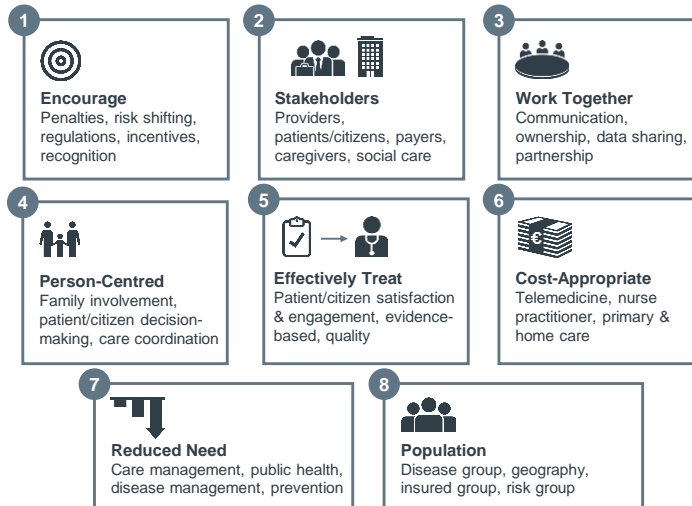 1
Encourage
Penalties, risk shifting,
regulations, incentives,
recognition
2
Stakeholders
Providers,
patients/citizens, payers,
caregivers, social care
3
Work Together
Communication,
ownership, data sharing,
partnership
4
Person-Centred
Family involvement,
patient/citizen decision-
making, care coordination
5
Effectively Treat
Patient/citizen satisfaction
& engagement, evidence-
based, quality
6
€
Cost-Appropriate
Telemedicine, nurse
practitioner, primary &
home care
7
Reduced Need
Care management, public health,
disease management, prevention
8
Population
Disease group, geography,
insured group, risk group